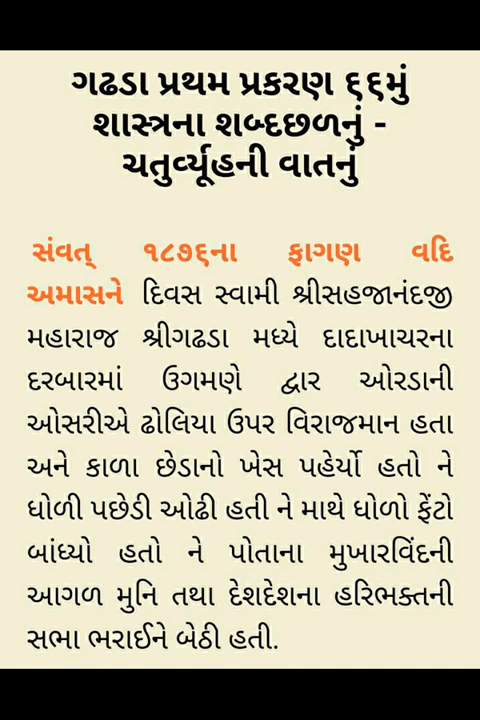 ગઢડા પ્રથમ પ્રકરણ ૬૬મું
શાસ્ત્રના શબ્દછળનું -
ચતુર્વ્યૂહની વાતનું
સંવત્ ૧૮૭૬ના ફાગણ વદિ
અમાસને દિવસ સ્વામી શ્રીસહજાનંદજી
મહારાજ શ્રીગઢડા મધ્યે દાદાખાચરના
દરબારમાં ઉગમણે દ્વાર ઓરડાની
ઓસરીએ ઢોલિયા ઉપર વિરાજમાન હતા
અને કાળા છેડાનો ખેસ પહેર્યો હતો ને
ધોળી પછેડી ઓઢી હતી ને માથે ધોળો ફેંટો
બાંધ્યો હતો ને પોતાના મુખારવિંદની
આગળ મુનિ તથા દેશદેશના હરિભક્તની
સભા ભરાઈને બેઠી હતી.